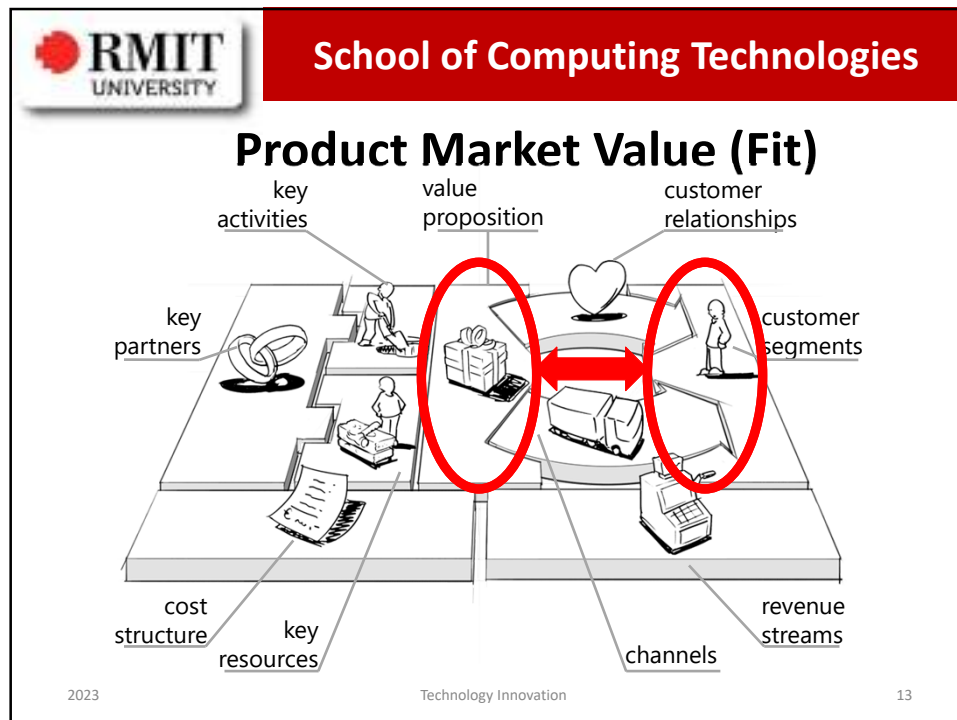 RMIT
UNIVERSITY
School of Computing Technologies
Product Market Value (Fit)
key
activities
value
proposition
customer
relationships
key
partners
customer
segments
cost
structure
key
resources
channels
revenue
streams
2023
Technology Innovation
13